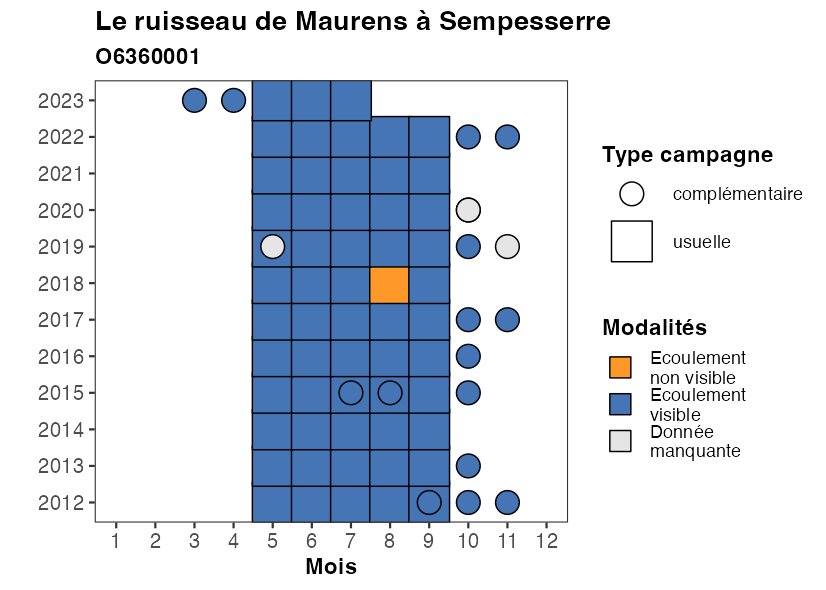 Le ruisseau de Maurens à Sempesserre
O6360001
2023
2022
2021
2020
2019
2018
2017
2016
2015
2014
2013
2012
1 2 3 4 5 6 7 8 9 10 11 12
Mois
Type campagne
complémentaire
usuelle
Modalités
Ecoulement
non visible
Ecoulement
visible
Donnée
manquante